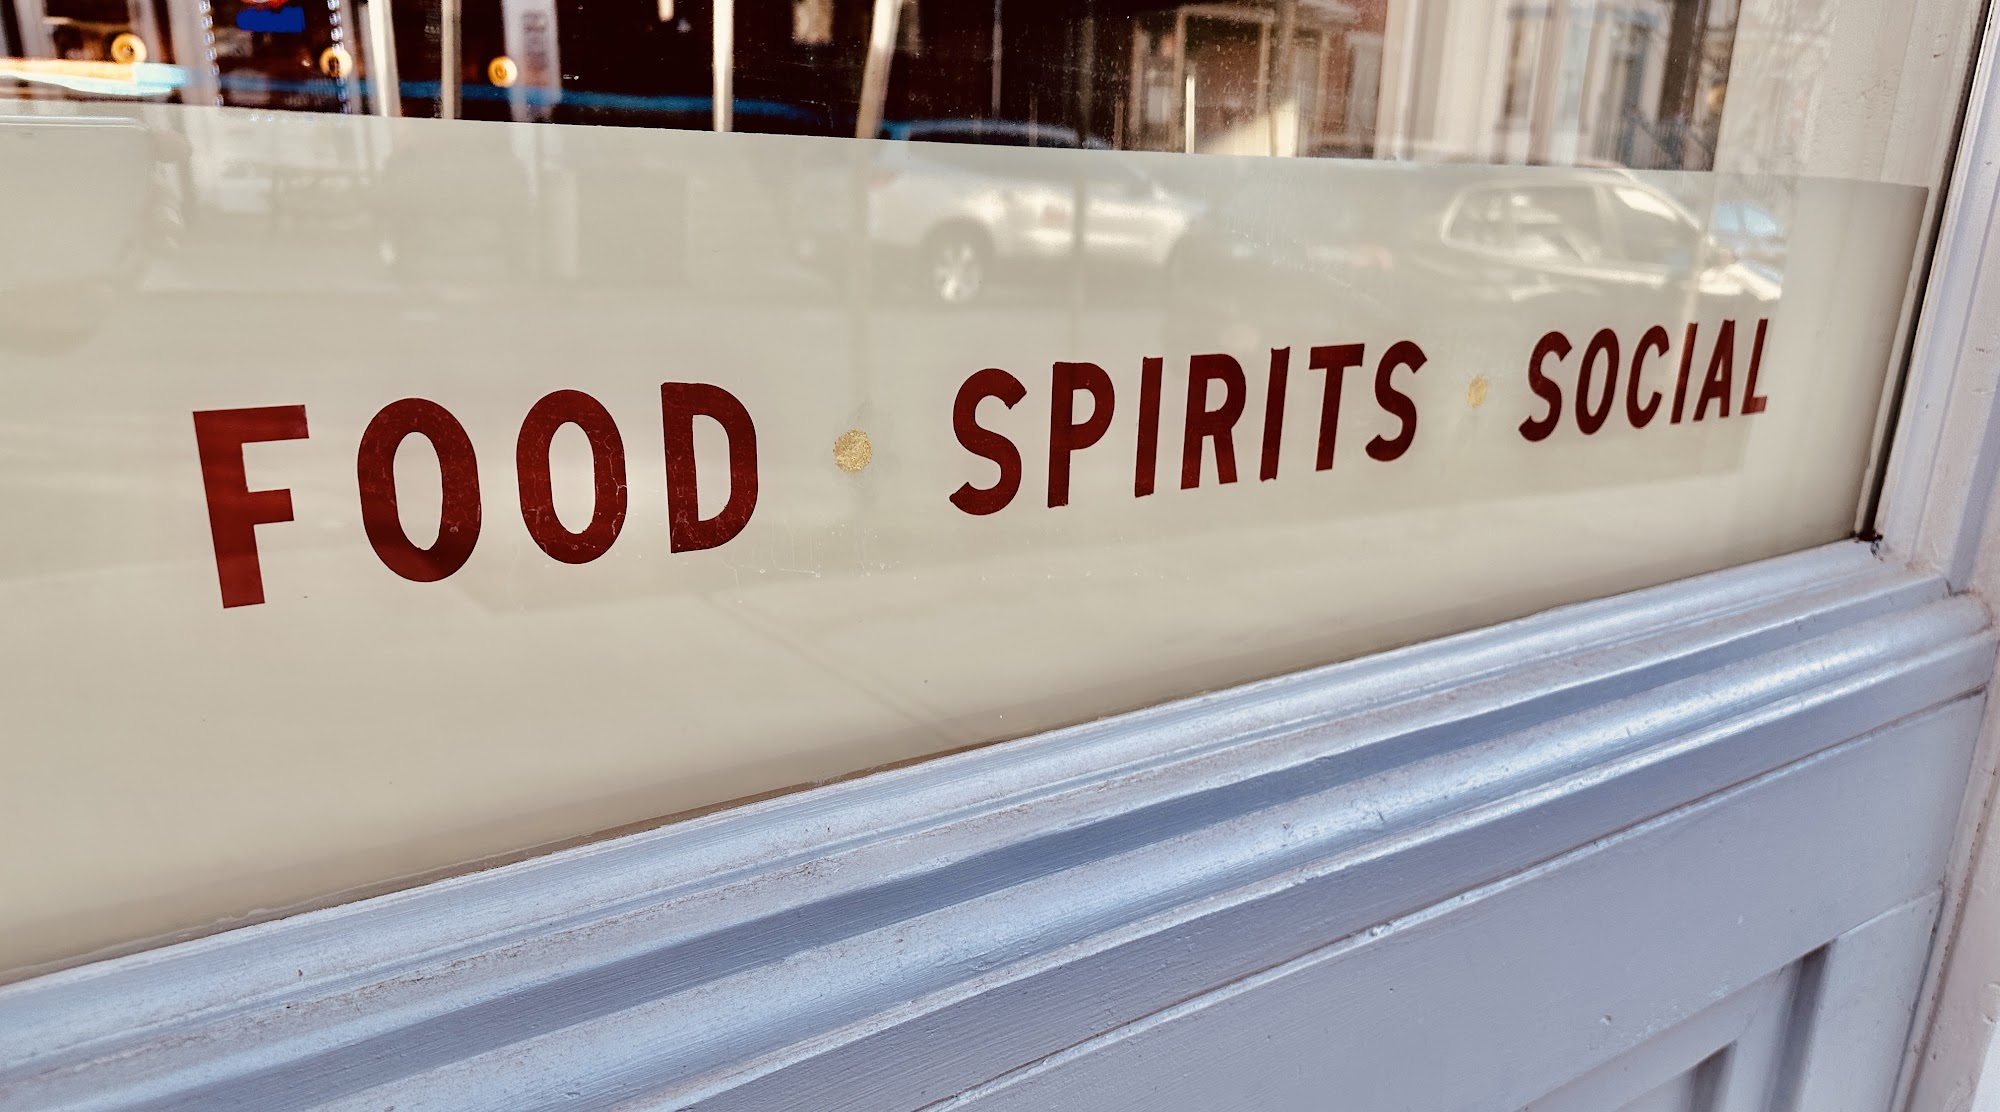 FOOD • SPIRITS • SOCIAL